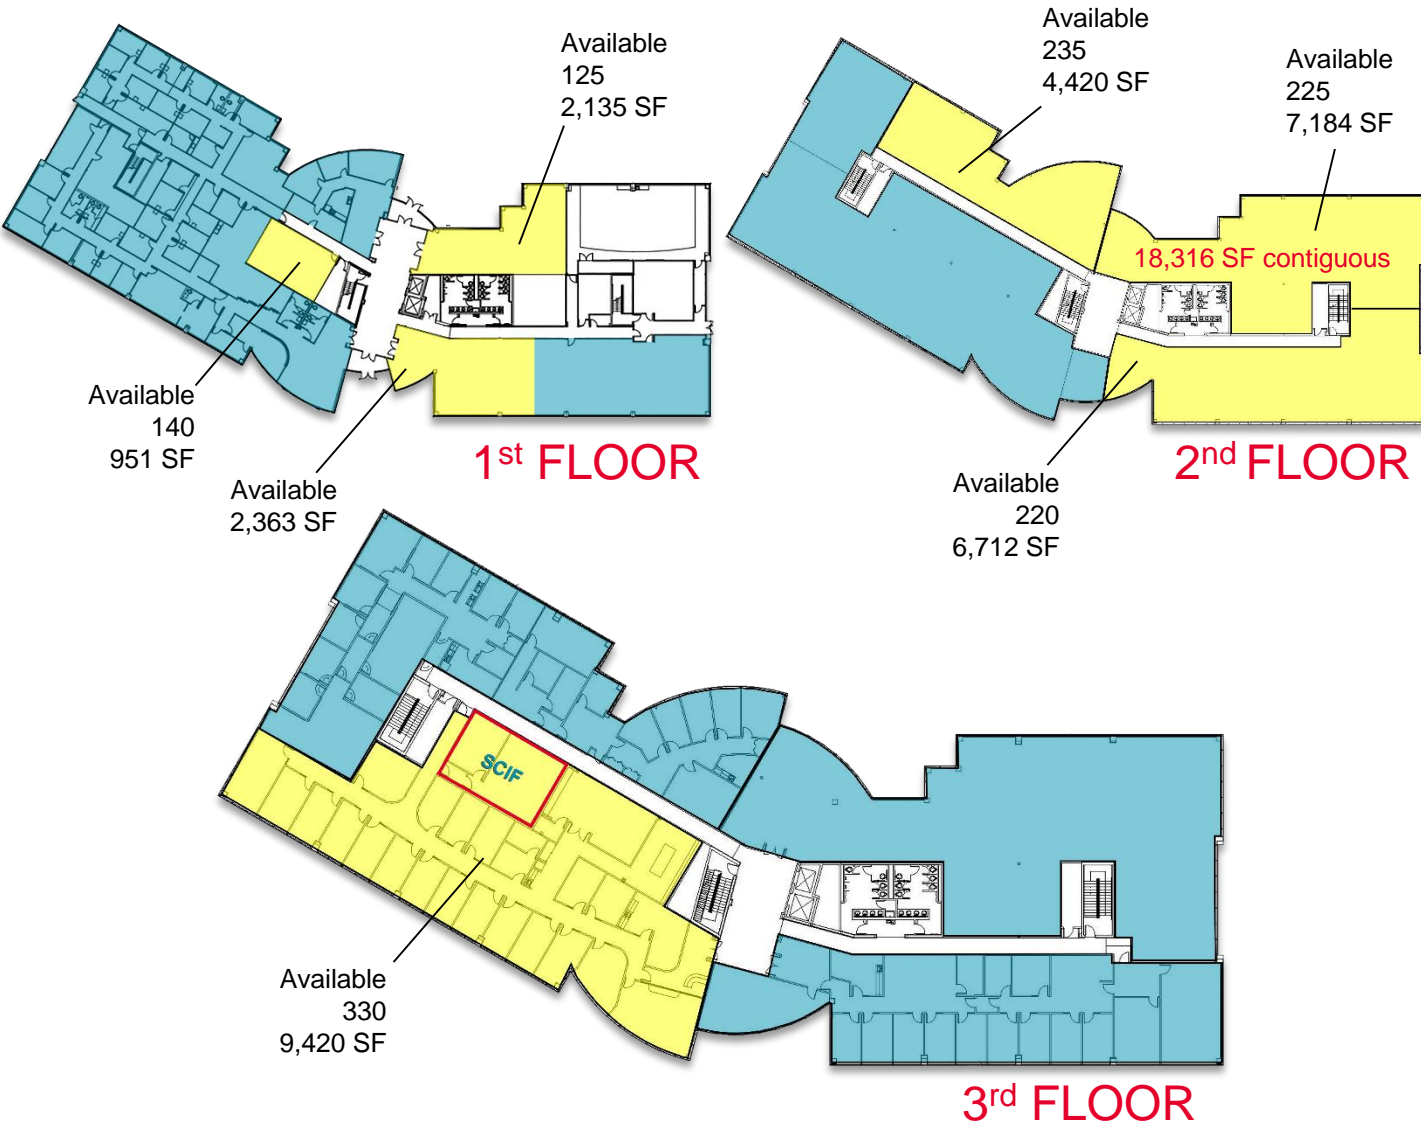 Available
125
2,135 SF
Available
140
951 SF
Available
2,363 SF
1st FLOOR
Available
235
4,420 SF
Available
225
7,184 SF
18,316 SF contiguous
Available
220
6,712 SF
2nd FLOOR
SCIF
Available
330
9,420 SF
3rd FLOOR